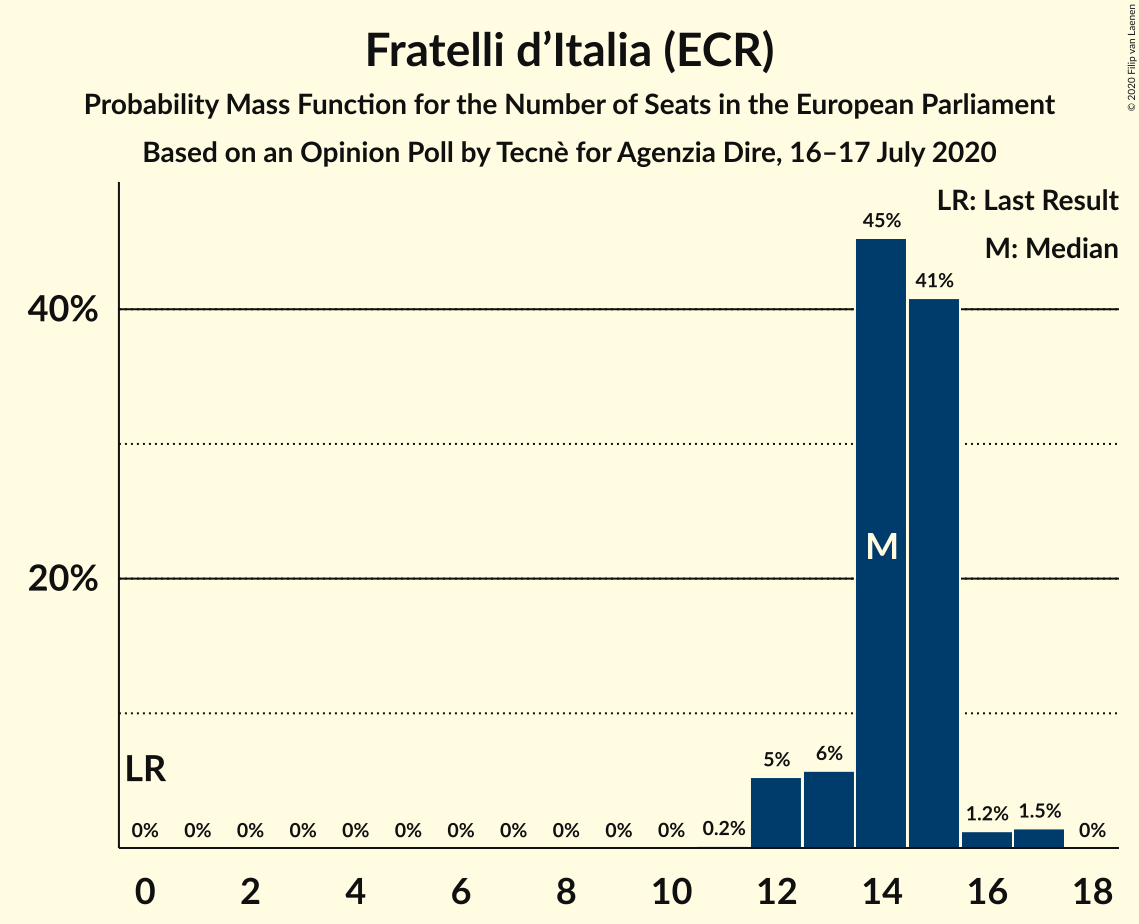 Fratelli d’Italia (ECR)
Probability Mass Function for the Number of Seats in the European Parliament
Based on an Opinion Poll by Tecnè for Agenzia Dire, 16–17 July 2020
© 2020 Filip van Laenen
LR: Last Result
M: Median
45%
41%
40%
M
20%
LR
0% 0% 0% 0% 0% 0% 0% 0% 0% 0% 0% 0.2% 5% 6% 1.2% 1.5% 0%
0 2 4 6 8 10 12 14 16 18